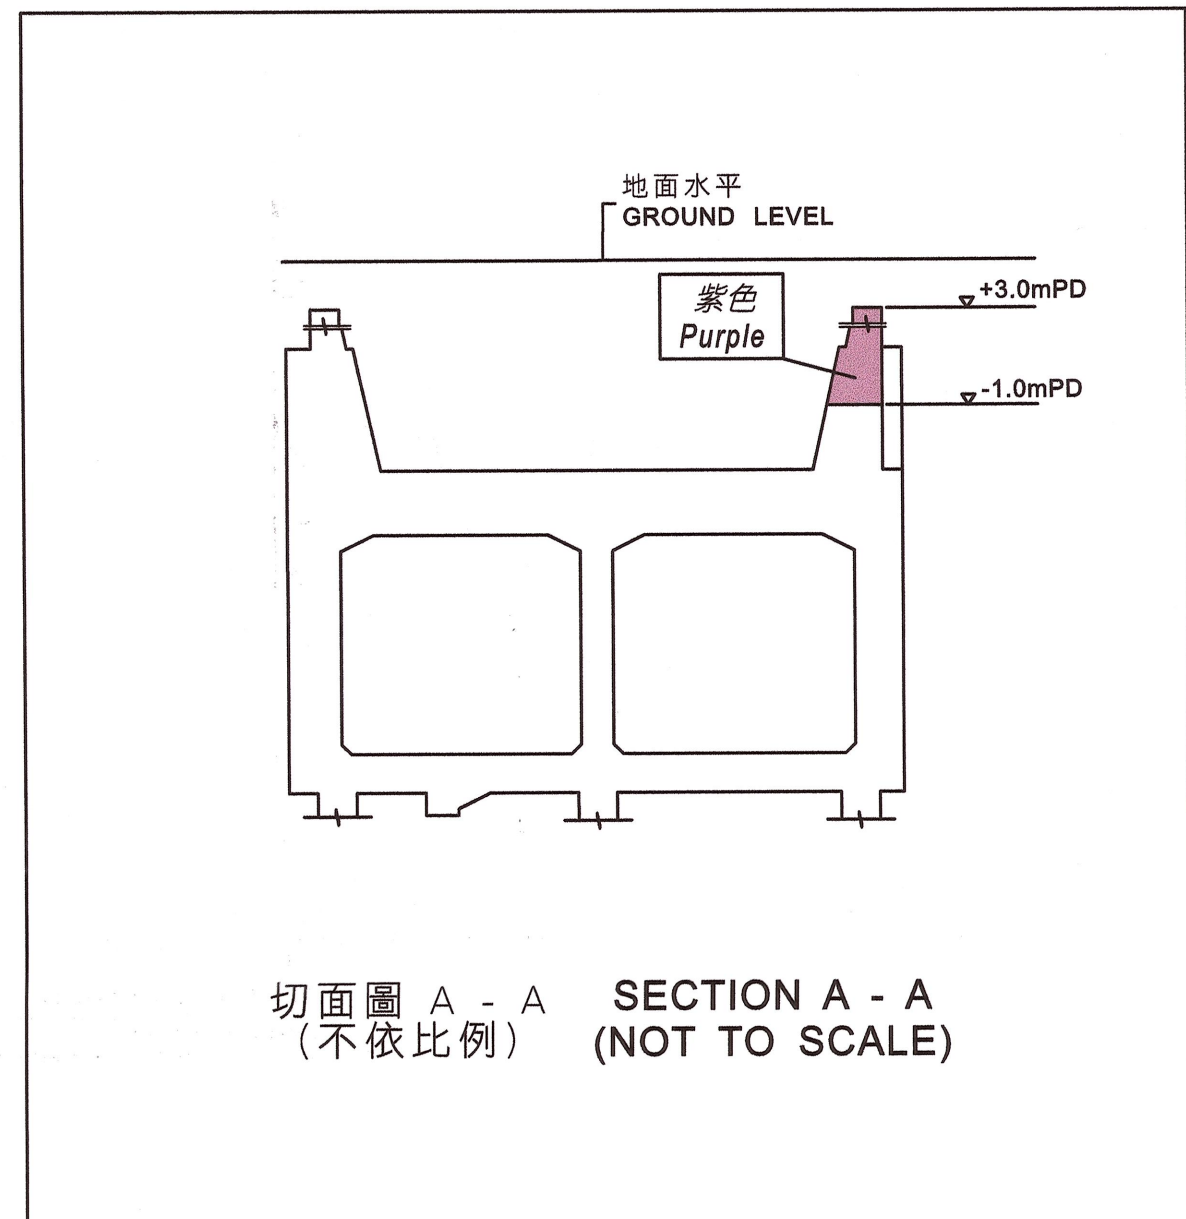 地面水平
GROUND LEVEL
紫色
Purple
+3.0mPD
-1.0mPD
切面圖 A - A
(不依比例)
SECTION A - A
(NOT TO SCALE)